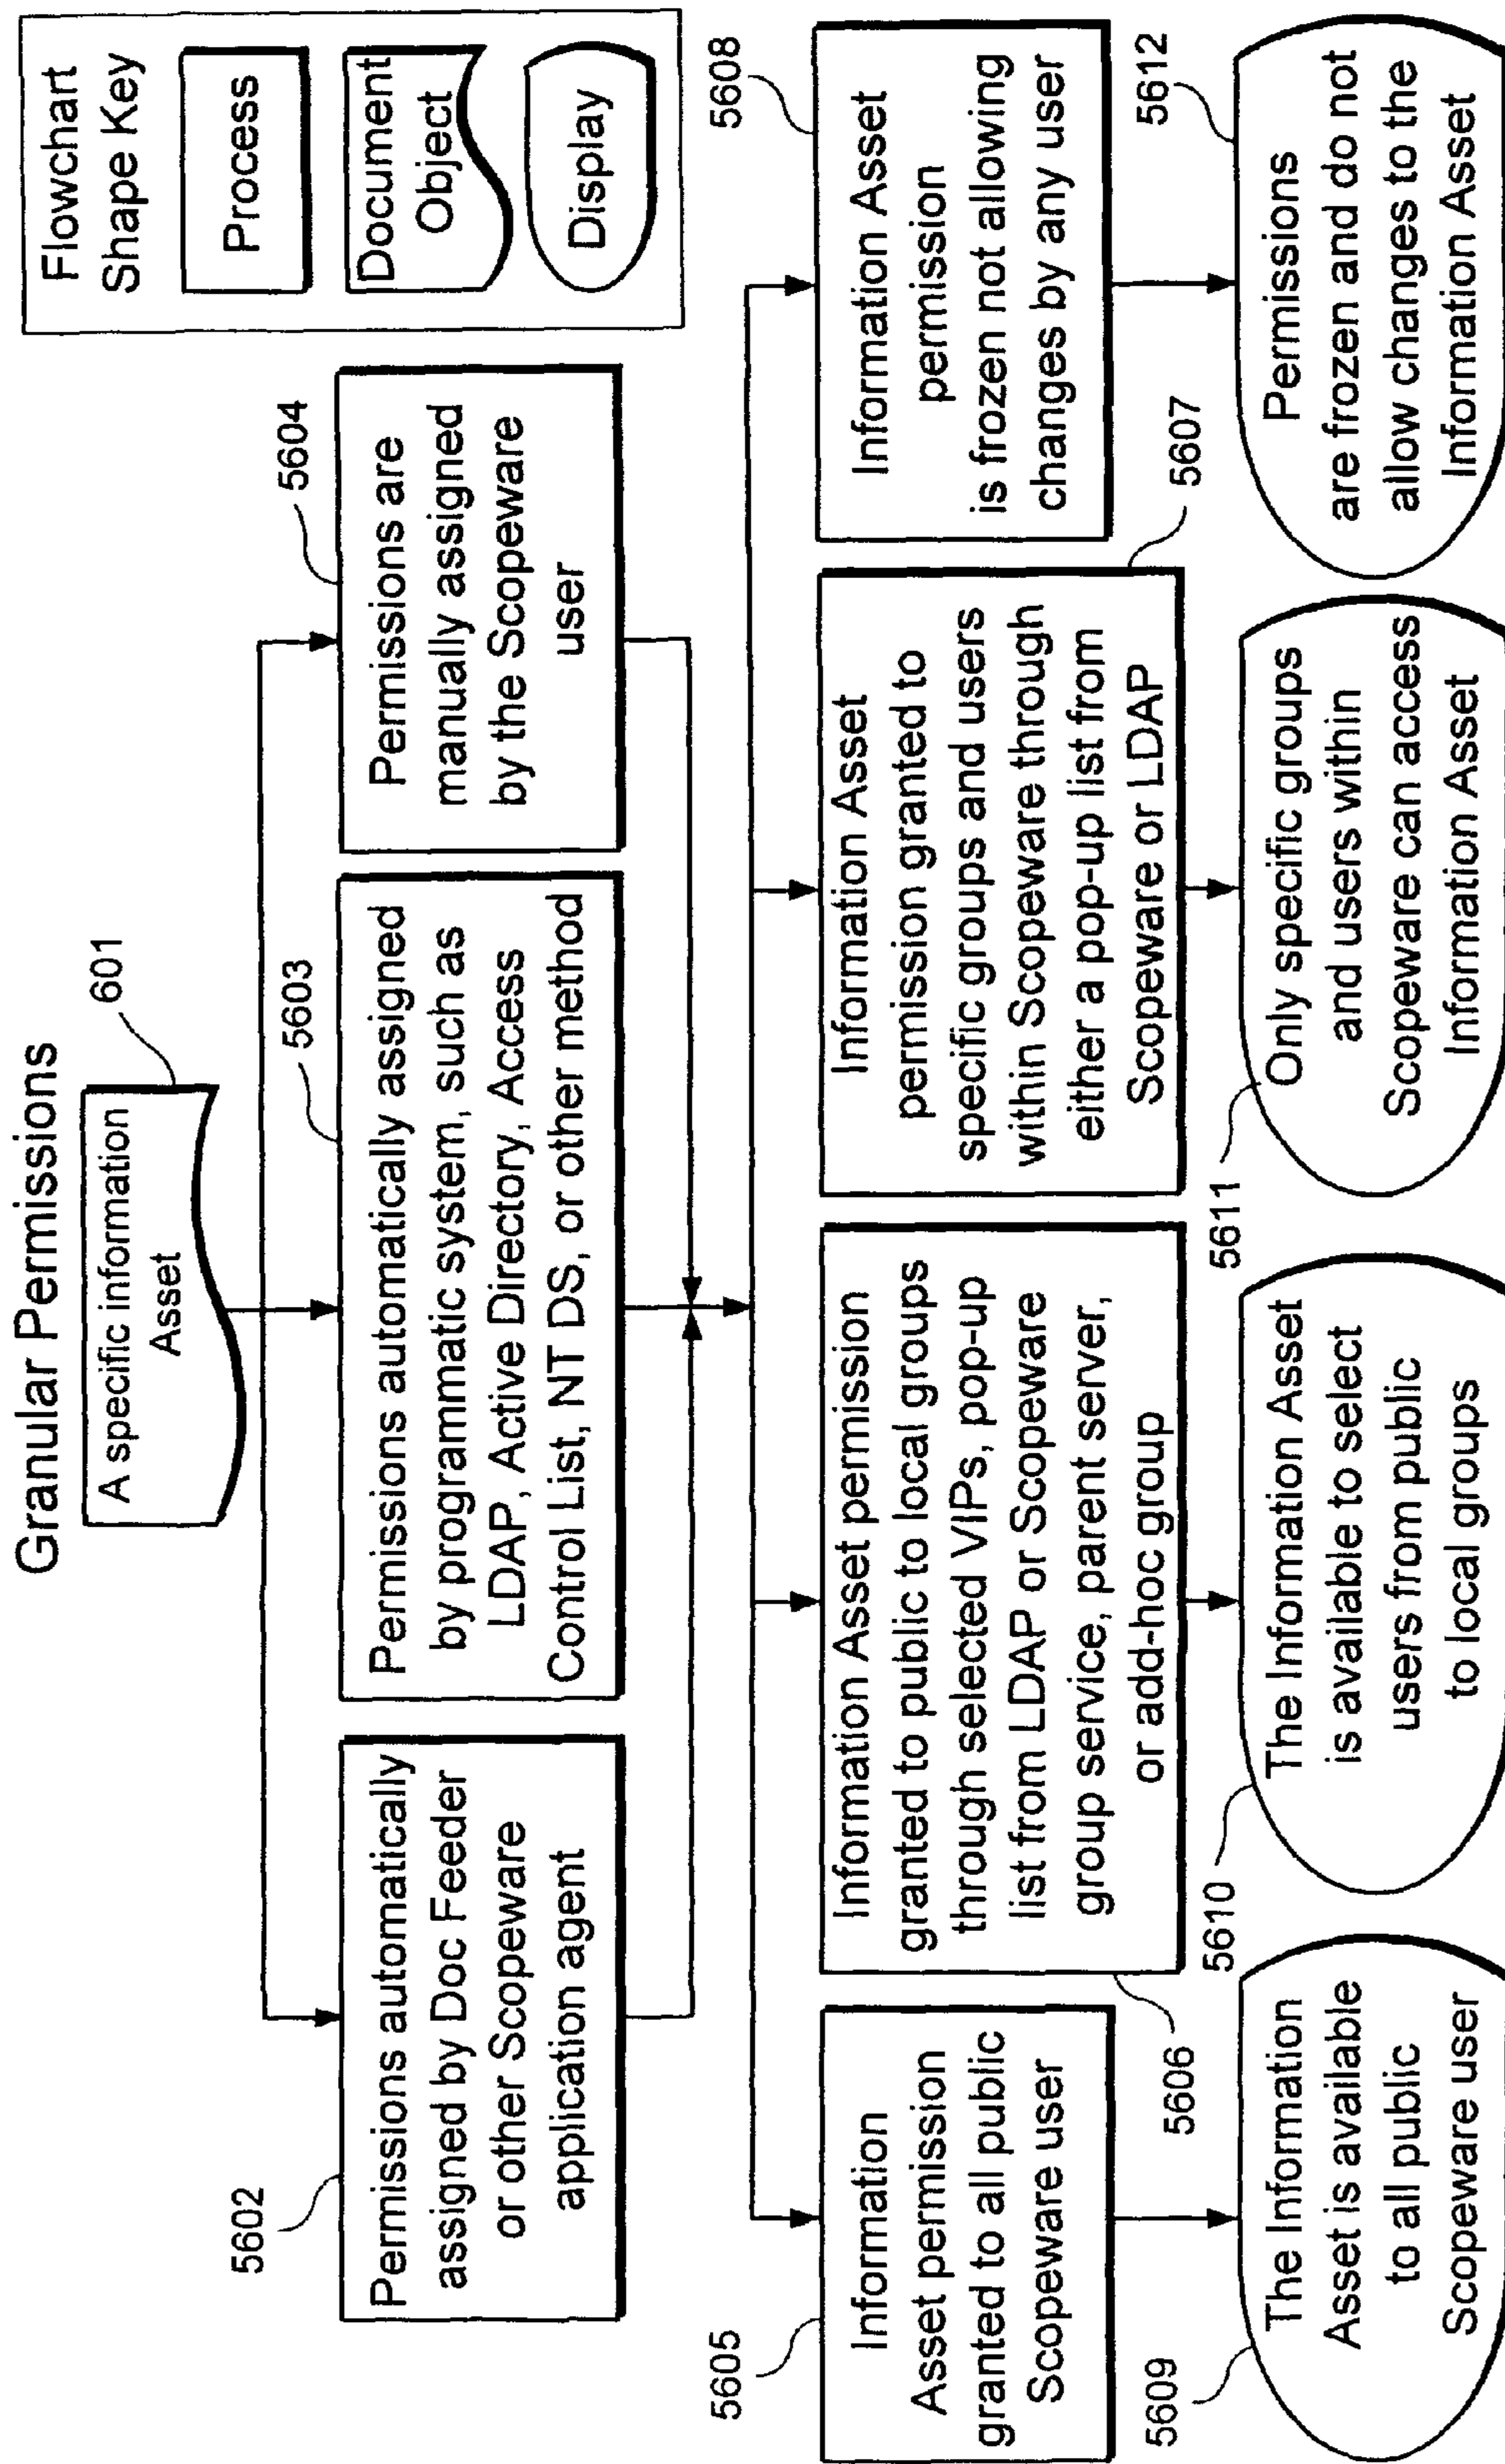 Granular Permissions
A specific information
Asset
601
Flowchart
Shape Key
Process
Document
Object
Display
5602
Permissions automatically
assigned by Doc Feeder
or other Scopeware
application agent
5603
Permissions automatically assigned
by programmatic system, such as
LDAP, Active Directory, Access
Control List, NT DS, or other method
5604
Permissions are
manually assigned
by the Scopeware
user
5605
Information
Asset permission
granted to all public
Scopeware user
5606
Information Asset permission
granted to public to local groups
through selected VIPs, pop-up
list from LDAP or Scopeware
group service, parent server,
or add-hoc group
5607
Information Asset
permission granted to
specific groups and users
within Scopeware through
either a pop-up list from
Scopeware or LDAP
5608
Information Asset
permission
is frozen not allowing
changes by any user
5609
The Information
Asset is available
to all public
Scopeware user
5610
The Information Asset
is available to select
users from public
to local groups
5611
Only specific groups
and users within
Scopeware can access
Information Asset
5612
Permissions
are frozen and do not
allow changes to the
Information Asset